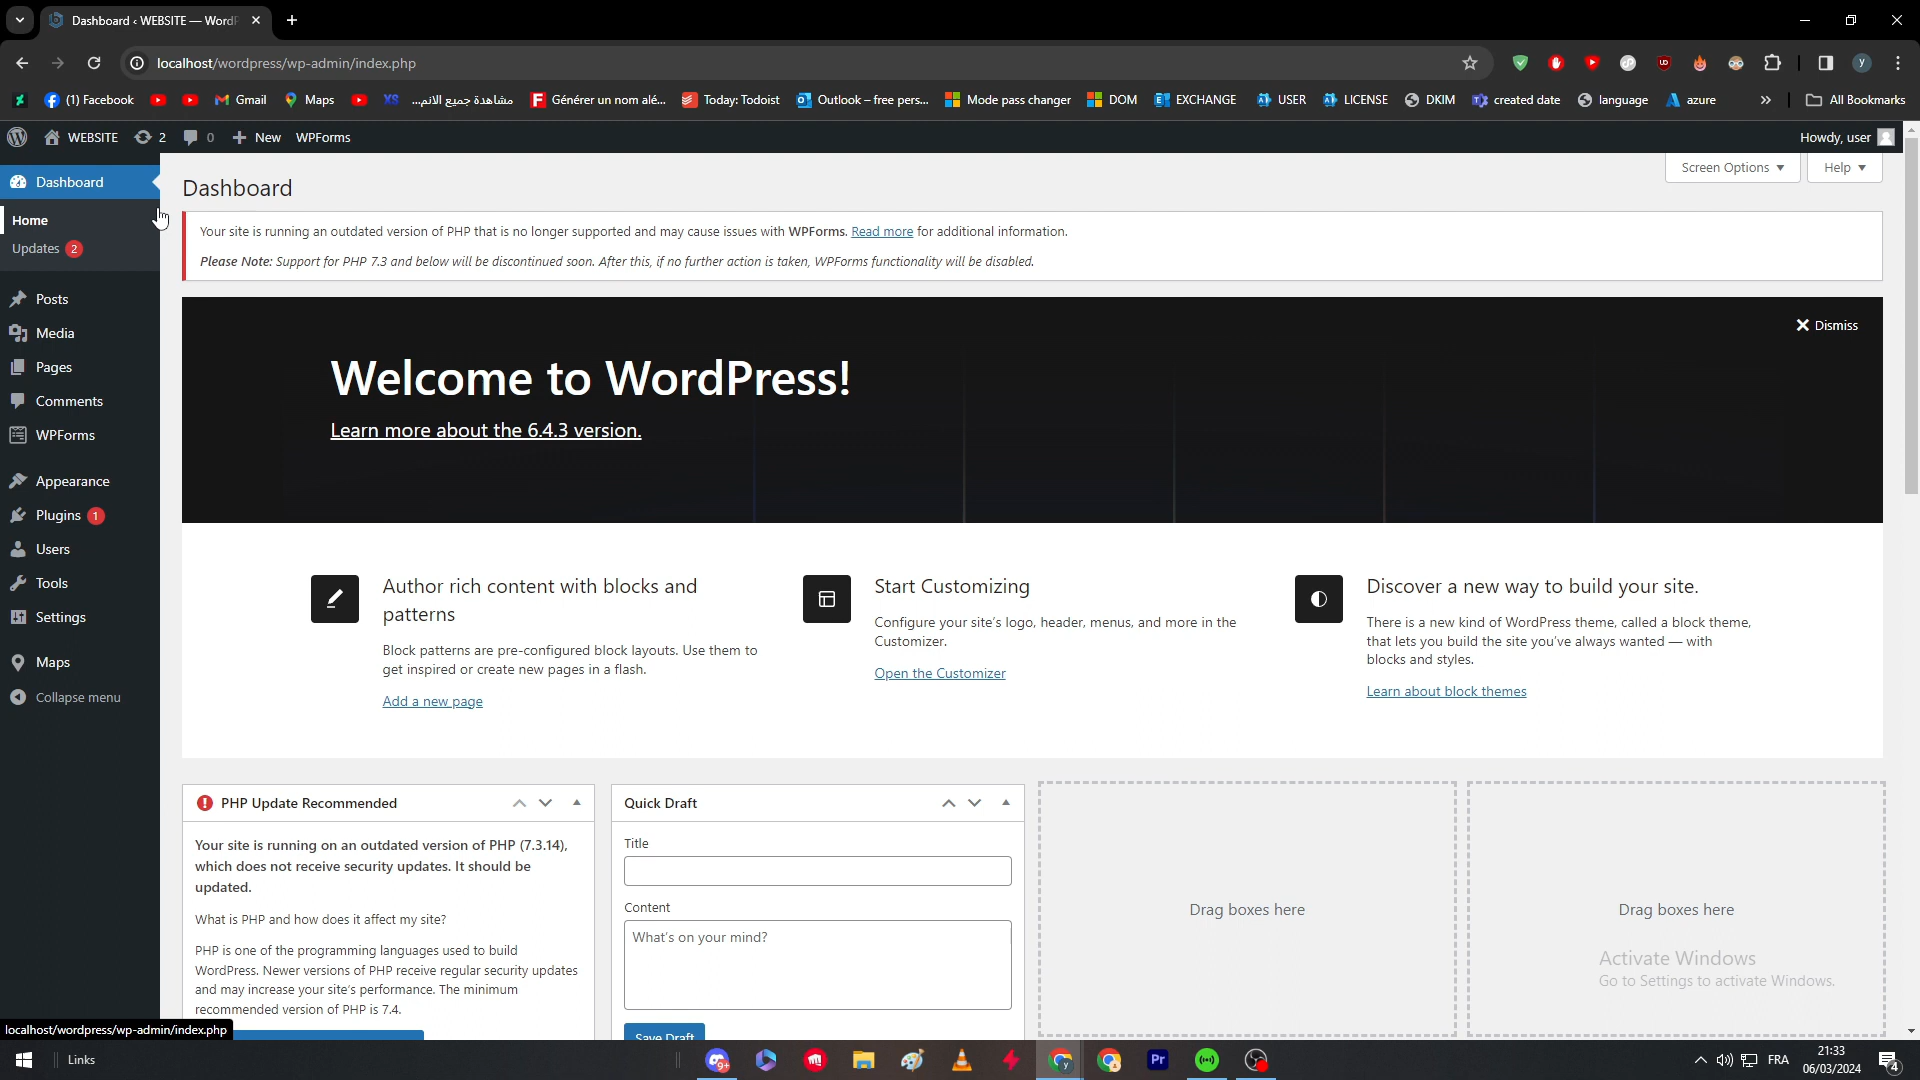 Dashboard ‹ WEBSITE — WordP
localhost/wordpress/wp-admin/index.php
(1) Facebook
Gmail
Maps
XS
مشاهدة جميع الانم...
Générer un nom alé...
Today: Todoist
Outlook – free pers...
Mode pass changer
DOM
EXCHANGE
USER
LICENSE
DKIM
created date
language
azure
»
All Bookmarks
WEBSITE
2
0
New
WPForms
Howdy, user
Dashboard
Home
Updates 2
Posts
Media
Pages
Comments
WPForms
Appearance
Plugins 1
Users
Tools
Settings
Maps
Collapse menu
Screen Options
Help
Dashboard
Your site is running an outdated version of PHP that is no longer supported and may cause issues with WPForms. Read more for additional information.
Please Note: Support for PHP 7.3 and below will be discontinued soon. After this, if no further action is taken, WPForms functionality will be disabled.
Dismiss
Welcome to WordPress!
Learn more about the 6.4.3 version.
Author rich content with blocks and
patterns
Block patterns are pre-configured block layouts. Use them to
get inspired or create new pages in a flash.
Add a new page
Start Customizing
Configure your site's logo, header, menus, and more in the
Customizer.
Open the Customizer
Discover a new way to build your site.
There is a new kind of WordPress theme, called a block theme,
that lets you build the site you've always wanted — with
blocks and styles.
Learn about block themes
PHP Update Recommended
Your site is running on an outdated version of PHP (7.3.14),
which does not receive security updates. It should be
updated.
What is PHP and how does it affect my site?
PHP is one of the programming languages used to build
WordPress. Newer versions of PHP receive regular security updates
and may increase your site's performance. The minimum
recommended version of PHP is 7.4.
Quick Draft
Title
Content
What's on your mind?
Save Draft
Drag boxes here
Drag boxes here
Activate Windows
Go to Settings to activate Windows.
localhost/wordpress/wp-admin/index.php
Links
9+
Pr
FRA
21:33
06/03/2024
4